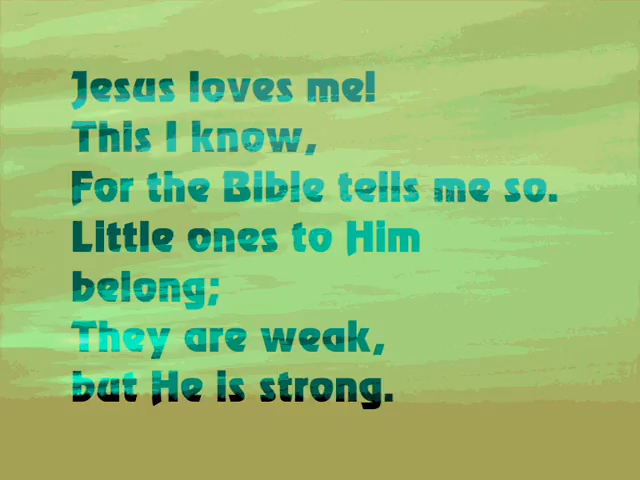 Jesus loves me!
This I know,
For the Bible tells me so.
Little ones to Him
belong;
They are weak,
but He is strong.